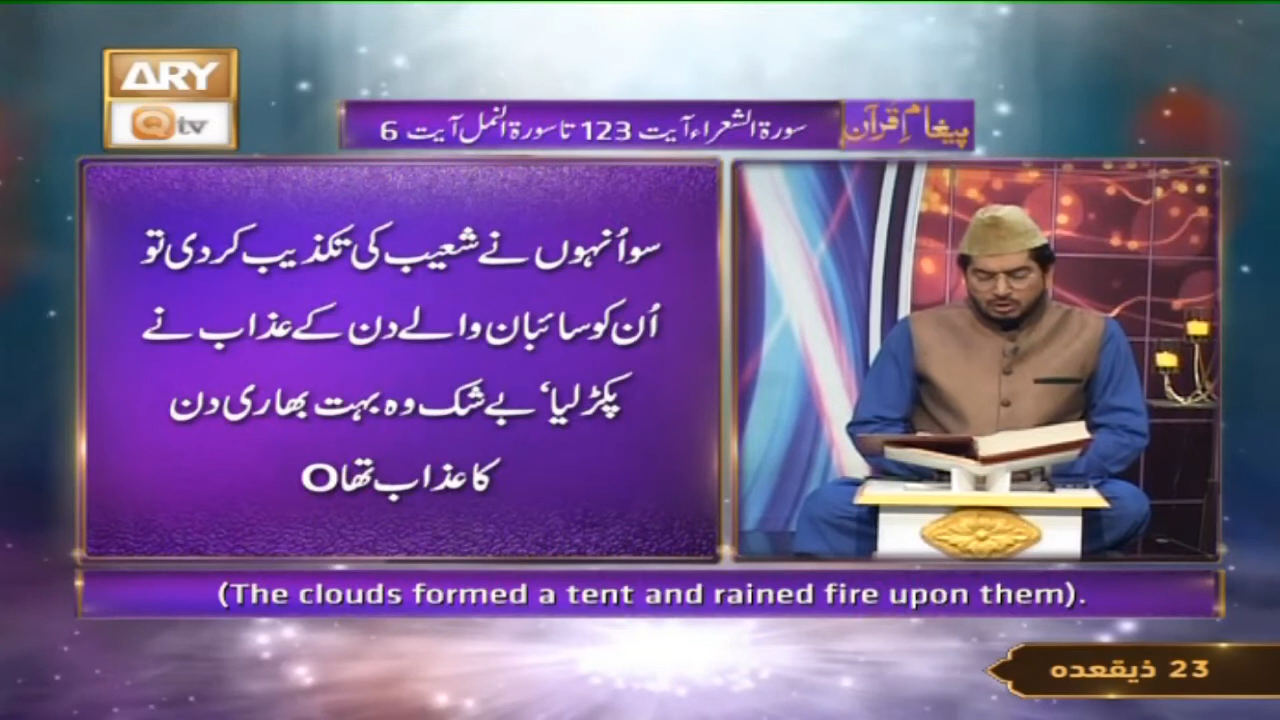 ARY
Qtv
پیغامِ قرآن
سورۃ الشعراء آیت 123 تا سورۃ النمل آیت 6
سو اُنہوں نے شعیب کی تکذیب کر دی تو
اُن کو سائبان والے دن کے عذاب نے
پکڑ لیا‘ بے شک وہ بہت بھاری دن
کا عذاب تھاO
(The clouds formed a tent and rained fire upon them).
23 ذیقعدہ